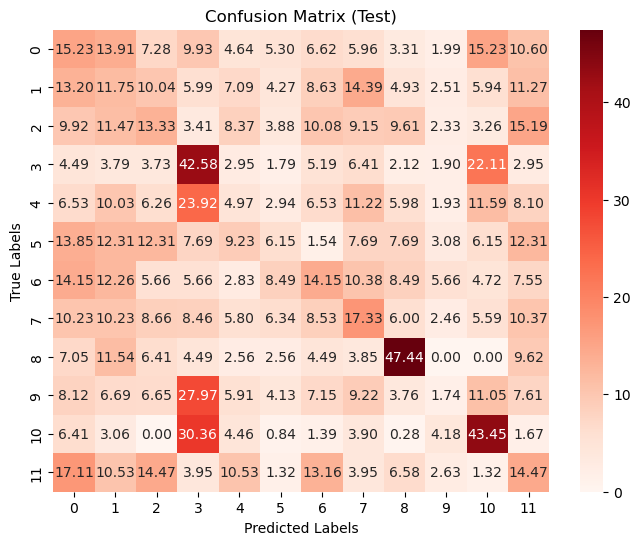 Confusion Matrix (Test)
0 15.23 13.91 7.28 9.93 4.64 5.30 6.62 5.96 3.31 1.99 15.23 10.60
1 13.20 11.75 10.04 5.99 7.09 4.27 8.63 14.39 4.93 2.51 5.94 11.27
2 9.92 11.47 13.33 3.41 8.37 3.88 10.08 9.15 9.61 2.33 3.26 15.19
3 4.49 3.79 3.73 42.58 2.95 1.79 5.19 6.41 2.12 1.90 22.11 2.95
4 6.53 10.03 6.26 23.92 4.97 2.94 6.53 11.22 5.98 1.93 11.59 8.10
5 13.85 12.31 12.31 7.69 9.23 6.15 1.54 7.69 7.69 3.08 6.15 12.31
6 14.15 12.26 5.66 5.66 2.83 8.49 14.15 10.38 8.49 5.66 4.72 7.55
7 10.23 10.23 8.66 8.46 5.80 6.34 8.53 17.33 6.00 2.46 5.59 10.37
8 7.05 11.54 6.41 4.49 2.56 2.56 4.49 3.85 47.44 0.00 0.00 9.62
9 8.12 6.69 6.65 27.97 5.91 4.13 7.15 9.22 3.76 1.74 11.05 7.61
10 6.41 3.06 0.00 30.36 4.46 0.84 1.39 3.90 0.28 4.18 43.45 1.67
11 17.11 10.53 14.47 3.95 10.53 1.32 13.16 3.95 6.58 2.63 1.32 14.47
0 1 2 3 4 5 6 7 8 9 10 11
Predicted Labels
True Labels
40
30
20
10
0